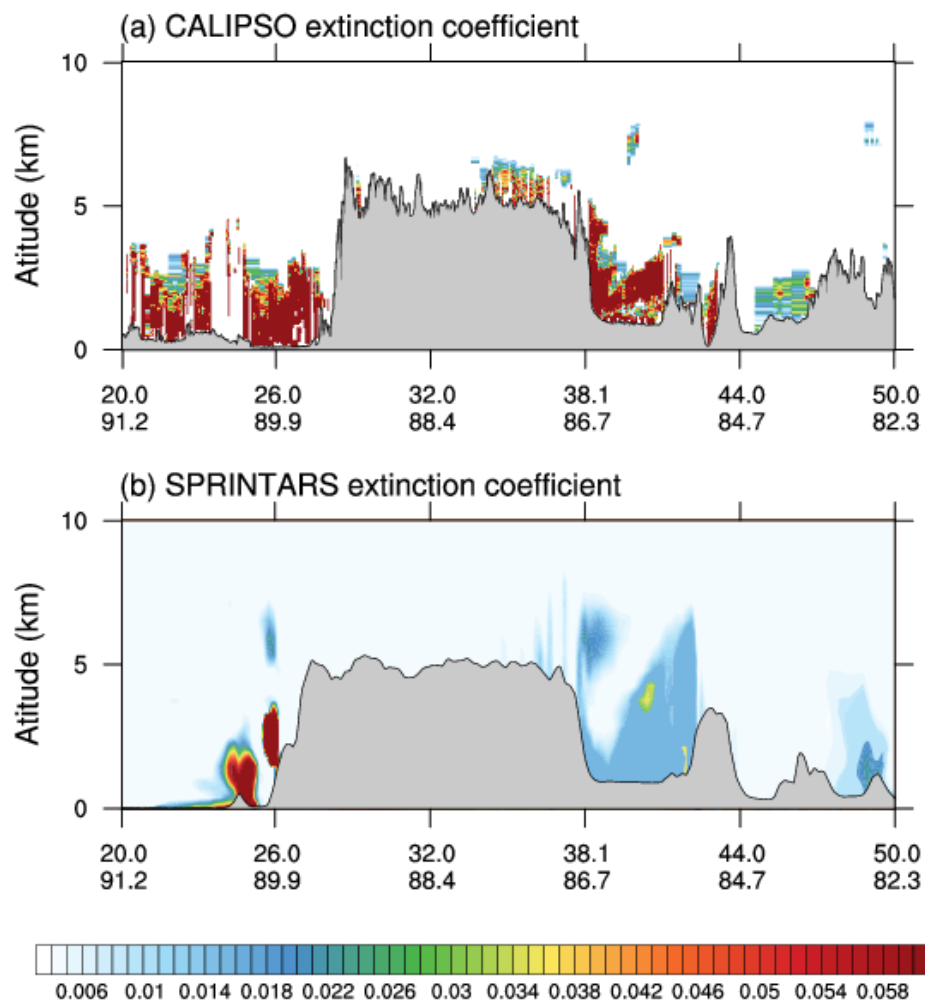 (a) CALIPSO extinction coefficient
10
5
0
Atitude (km)
20.0 26.0 32.0 38.1 44.0 50.0
91.2 89.9 88.4 86.7 84.7 82.3
(b) SPRINTARS extinction coefficient
10
5
0
Atitude (km)
20.0 26.0 32.0 38.1 44.0 50.0
91.2 89.9 88.4 86.7 84.7 82.3
0.006 0.01 0.014 0.018 0.022 0.026 0.03 0.034 0.038 0.042 0.046 0.05 0.054 0.058